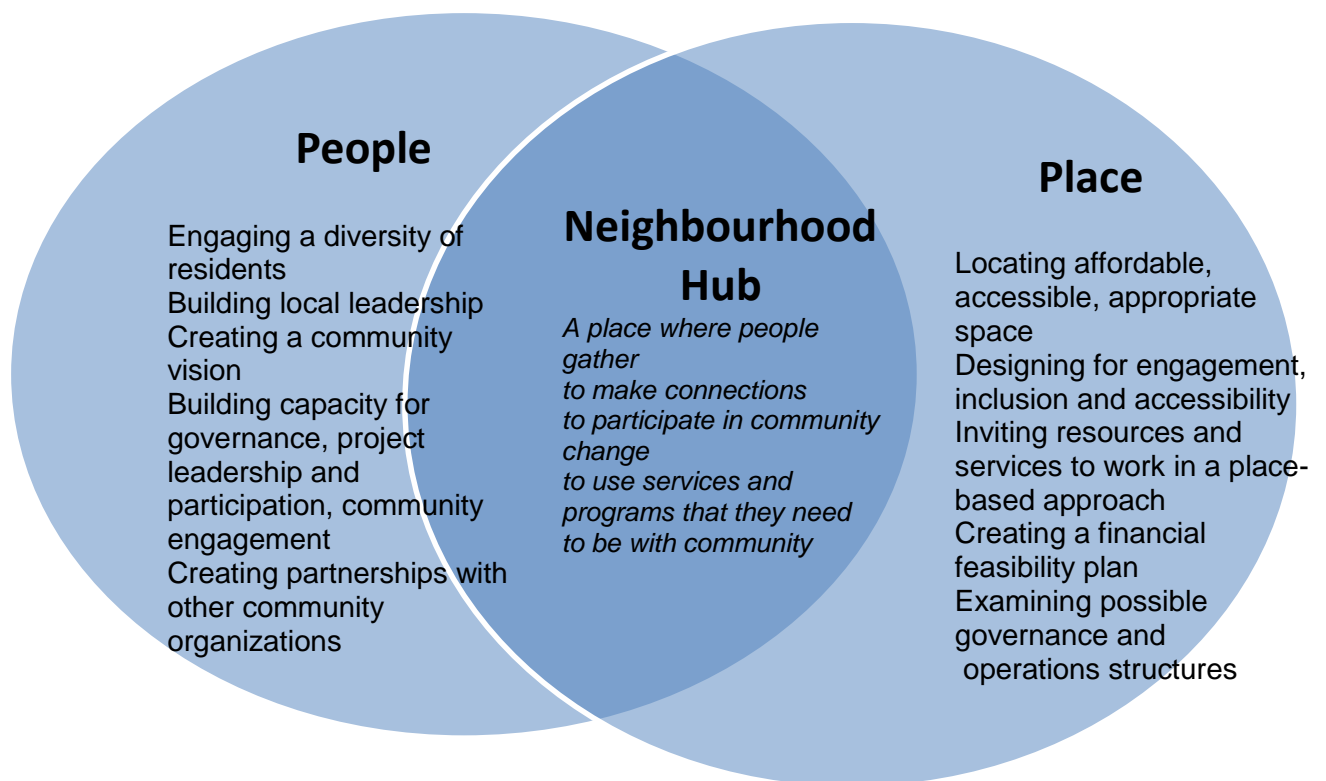 People
Engaging a diversity of
residents
Building local leadership
Creating a community
vision
Building capacity for
governance, project
leadership and
participation, community
engagement
Creating partnerships with
other community
organizations
Neighbourhood
Hub
A place where people
gather
to make connections
to participate in community
change
to use services and
programs that they need
to be with community
Place
Locating affordable,
accessible, appropriate
space
Designing for engagement,
inclusion and accessibility
Inviting resources and
services to work in a place-
based approach
Creating a financial
feasibility plan
Examining possible
governance and
operations structures